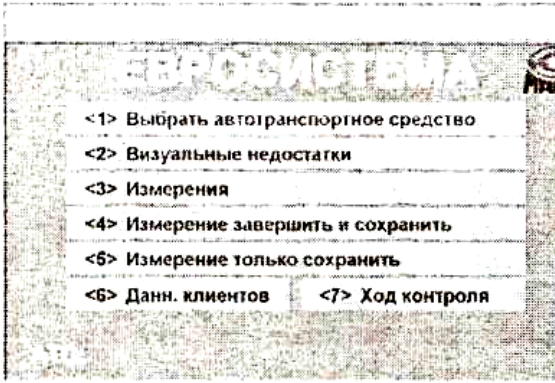 ЕВРОСИСТЕМА
<1> Выбрать автотранспортное средство
<2> Визуальные недостатки
<3> Измерения
<4> Измерение завершить и сохранить
<5> Измерение только сохранить
<6> Данн. клиентов <7> Ход контроля